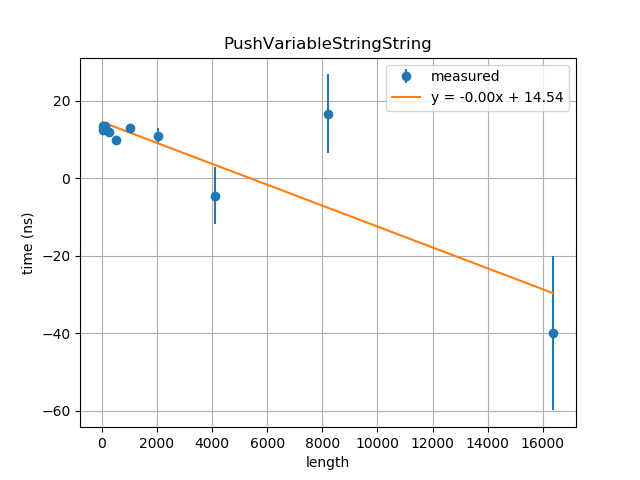 PushVariableStringString
measured
y = -0.00x + 14.54
20
0
−20
−40
−60
time (ns)
0 2000 4000 6000 8000 10000 12000 14000 16000
length